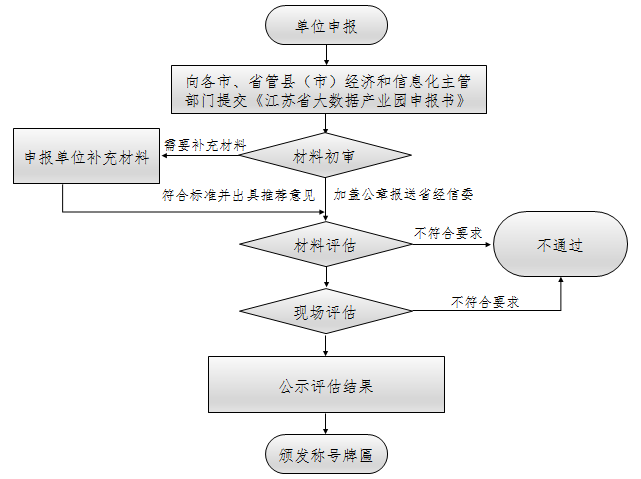 单位申报
向各市、省管县（市）经济和信息化主管
部门提交《江苏省大数据产业园申报书》
需要补充材料
申报单位补充材料
材料初审
符合标准并出具推荐意见
加盖公章报送省经信委
材料评估
不符合要求
不通过
现场评估
不符合要求
公示评估结果
颁发称号牌匾